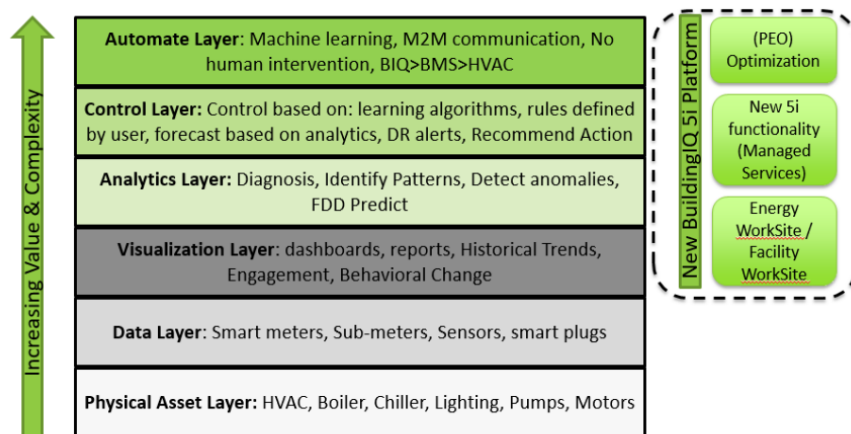 Increasing Value & Complexity
Automate Layer: Machine learning, M2M communication, No
human intervention, BIQ>BMS>HVAC
Control Layer: Control based on: learning algorithms, rules defined
by user, forecast based on analytics, DR alerts, Recommend Action
Analytics Layer: Diagnosis, Identify Patterns, Detect anomalies,
FDD Predict
Visualization Layer: dashboards, reports, Historical Trends,
Engagement, Behavioral Change
Data Layer: Smart meters, Sub-meters, Sensors, smart plugs
Physical Asset Layer: HVAC, Boiler, Chiller, Lighting, Pumps, Motors
New BuildingIQ 5i Platform
(PEO)
Optimization
New 5i
functionality
(Managed
Services)
Energy
WorkSite /
Facility
WorkSite